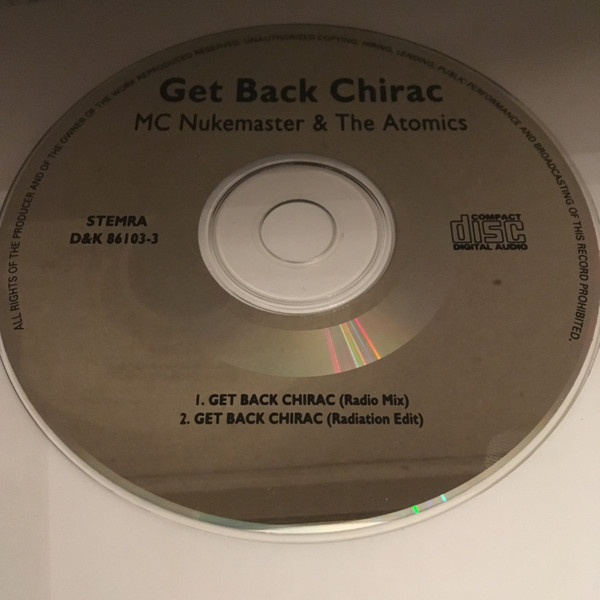 ALL RIGHTS OF THE PRODUCER AND OF THE OWNER OF THE WORK REPRODUCED RESERVED. UNAUTHORIZED COPYING, HIRING, LENDING, PUBLIC PERFORMANCE AND BROADCASTING OF THIS RECORD PROHIBITED.
Get Back Chirac
MC Nukemaster & The Atomics
STEMRA
D&K 86103-3
COMPACT
disc
DIGITAL AUDIO
1. GET BACK CHIRAC (Radio Mix)
2. GET BACK CHIRAC (Radiation Edit)